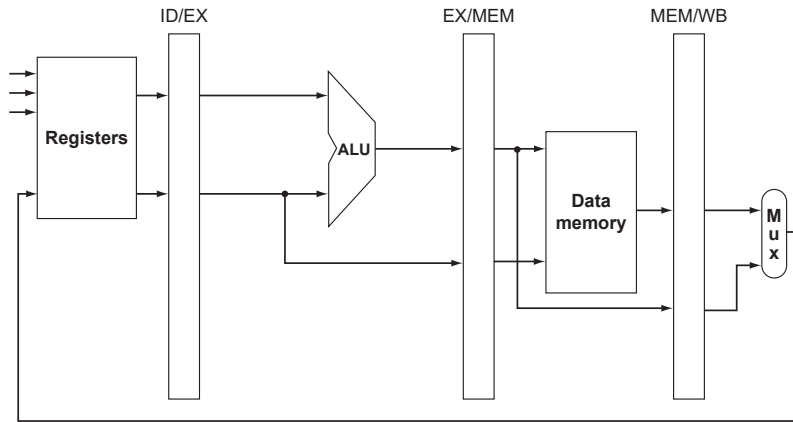 ID/EX
EX/MEM
MEM/WB
Registers
ALU
Data
memory
M
u
x